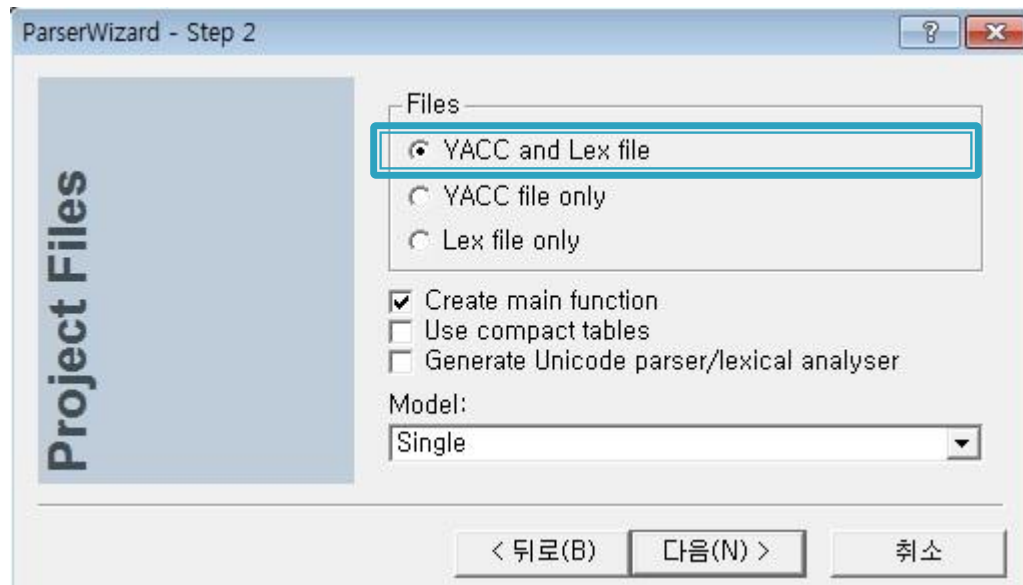 ParserWizard - Step 2
Project Files
Files
YACC and Lex file
YACC file only
Lex file only
Create main function
Use compact tables
Generate Unicode parser/lexical analyser
Model:
Single
< 뒤로(B)
다음(N) >
취소